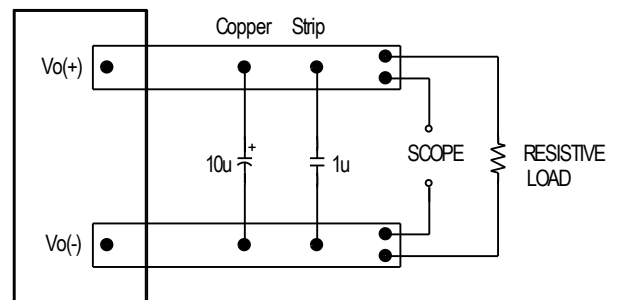 Copper Strip
Vo(+)
+
10u
1u
SCOPE
RESISTIVE
LOAD
Vo(-)